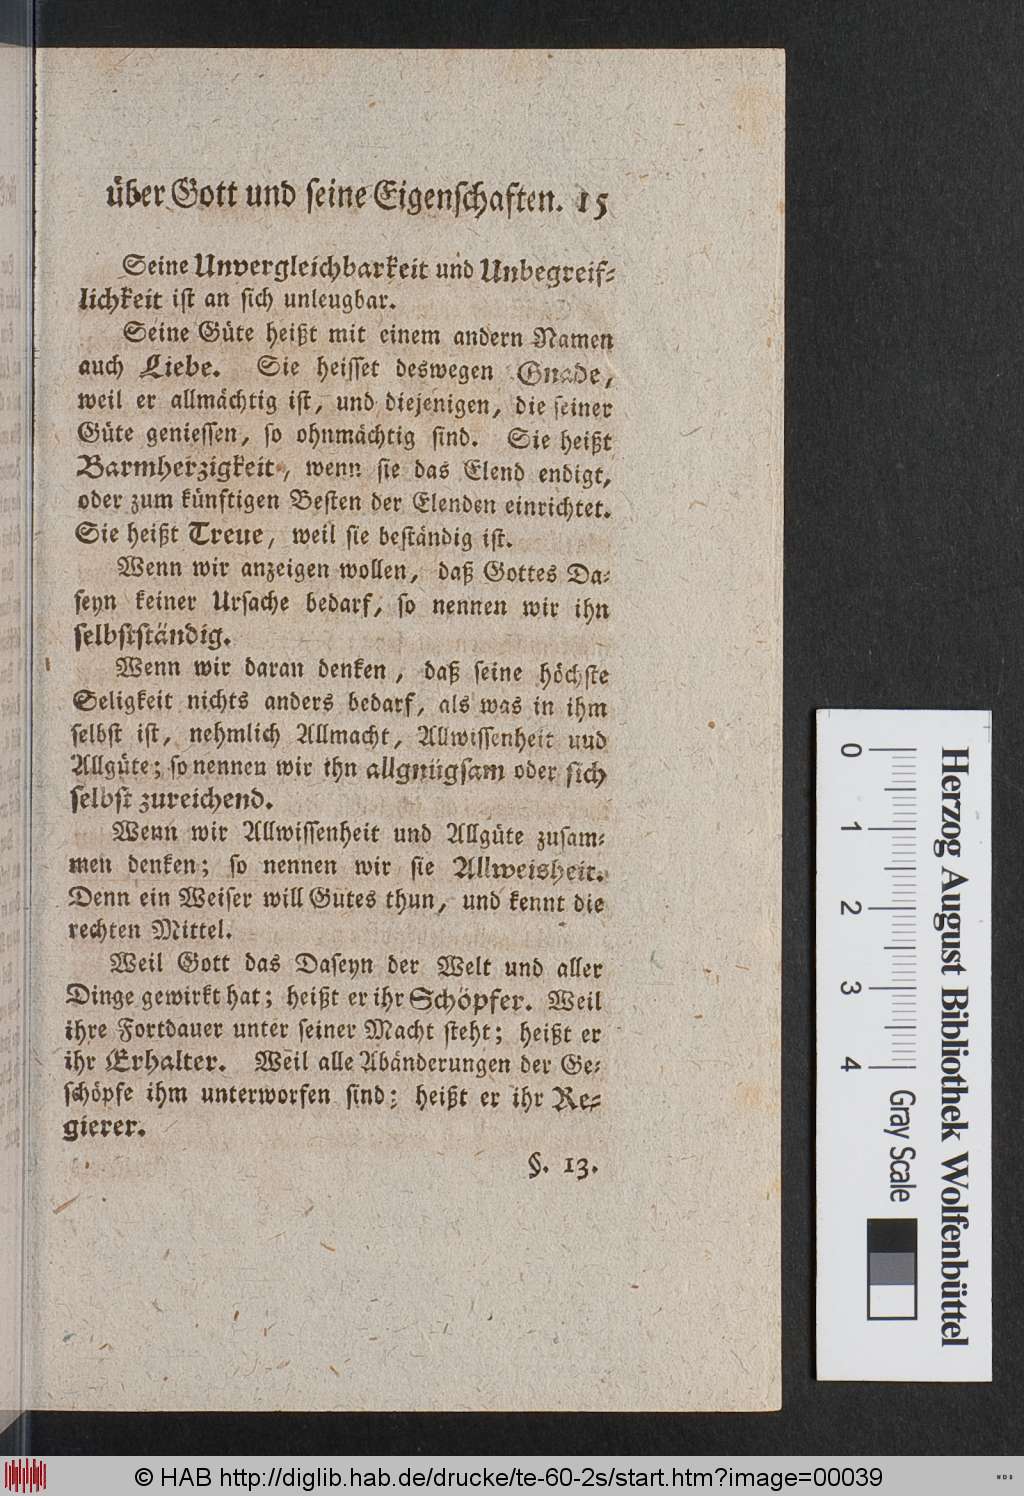 über Gott und seine Eigenschaften. 15
Seine Unvergleichbarkeit und Unbegreif-
lichkeit ist an sich unleugbar.
Seine Güte heißt mit einem andern Namen
auch Liebe. Sie heisset deswegen Gnade,
weil er allmächtig ist, und diejenigen, die seiner
Güte geniessen, so ohnmächtig sind. Sie heißt
Barmherzigkeit, wenn sie das Elend endigt,
oder zum künftigen Besten der Elenden einrichtet.
Sie heißt Treue, weil sie beständig ist.
Wenn wir anzeigen wollen, daß Gottes Da-
seyn keiner Ursache bedarf, so nennen wir ihn
selbstständig.
Wenn wir daran denken, daß seine höchste
Seligkeit nichts anders bedarf, als was in ihm
selbst ist, nehmlich Allmacht, Allwissenheit und
Allgüte; so nennen wir ihn allgnügsam oder sich
selbst zureichend.
Wenn wir Allwissenheit und Allgüte zusam-
men denken; so nennen wir sie Allweisheit.
Denn ein Weiser will Gutes thun, und kennt die
rechten Mittel.
Weil Gott das Daseyn der Welt und aller
Dinge gewirkt hat; heißt er ihr Schöpfer. Weil
ihre Fortdauer unter seiner Macht steht; heißt er
ihr Erhalter. Weil alle Abänderungen der Ge-
schöpfe ihm unterworfen sind; heißt er ihr Re-
gierer.
§. 13.
0 1 2 3 4 Gray Scale
Herzog August Bibliothek Wolfenbüttel
© HAB http://diglib.hab.de/drucke/te-60-2s/start.htm?image=00039